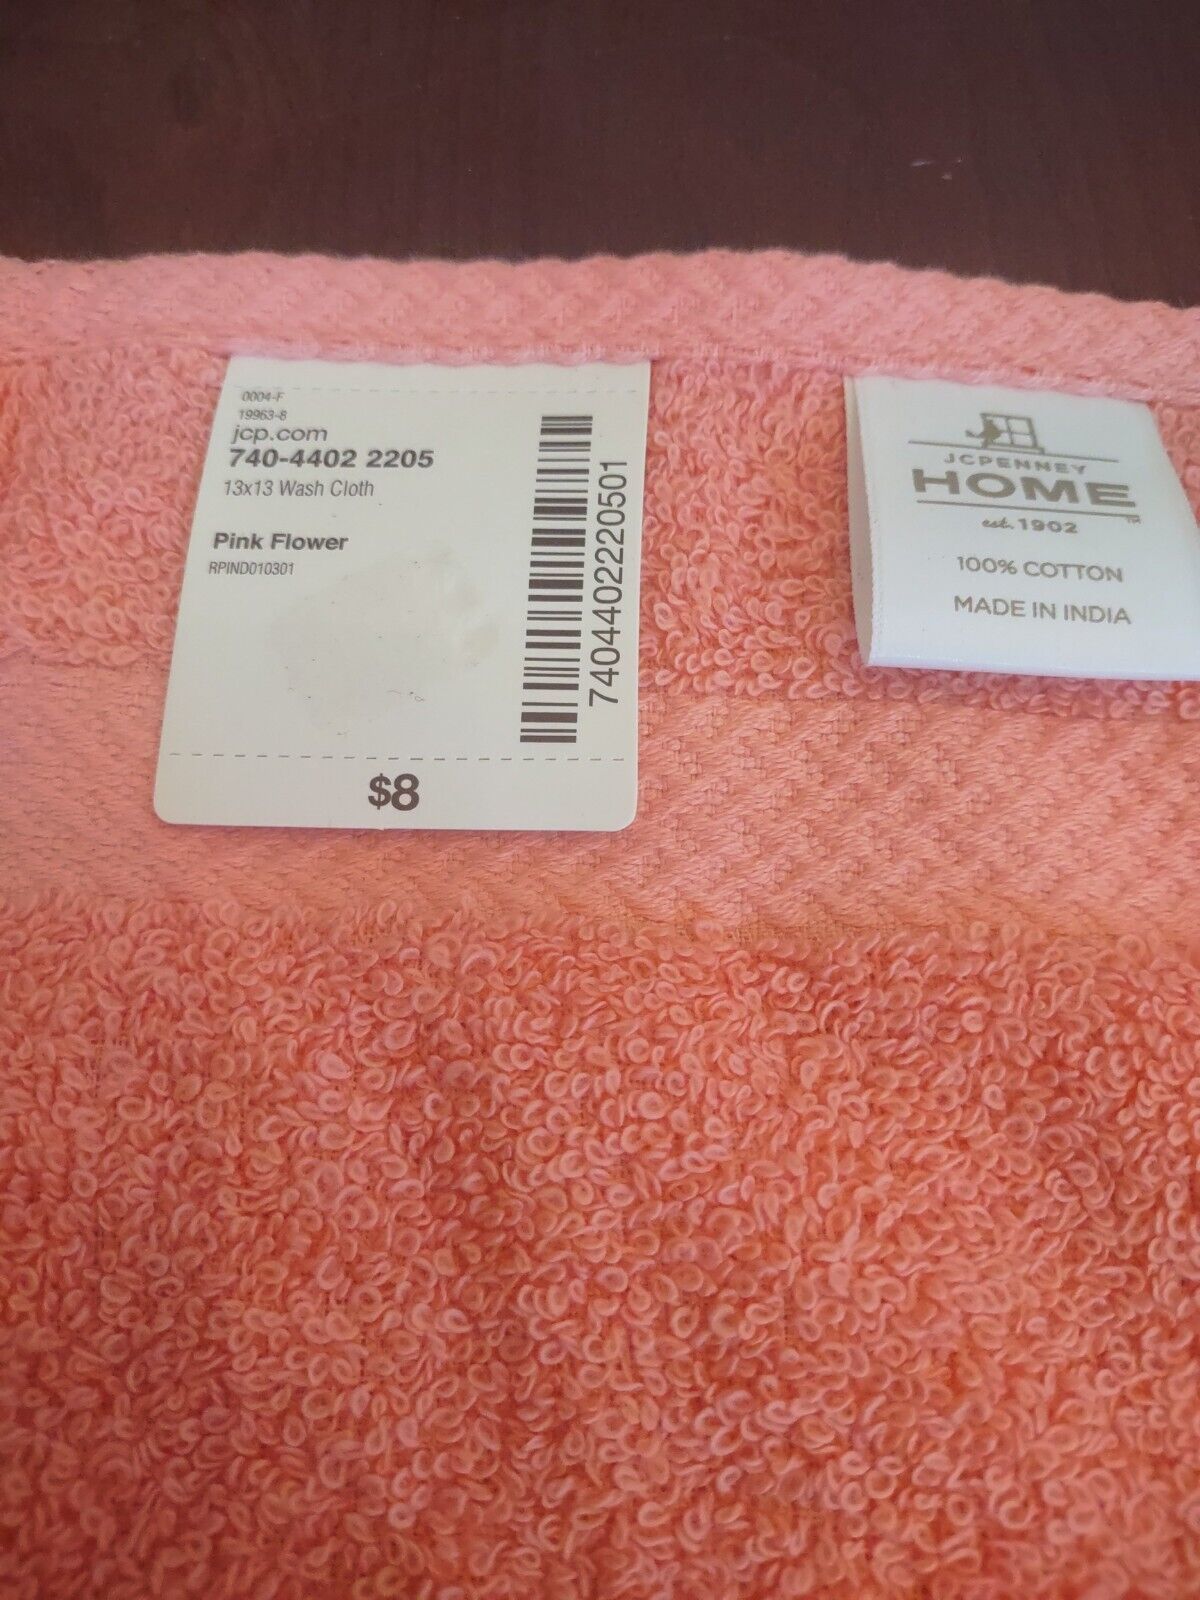 0004-F
19963-8
jcp.com
740-4402 2205
13x13 Wash Cloth
Pink Flower
RPIND010301
74044022220501
$8
JCPENNEY
HOME™
est. 1902
100% COTTON
MADE IN INDIA